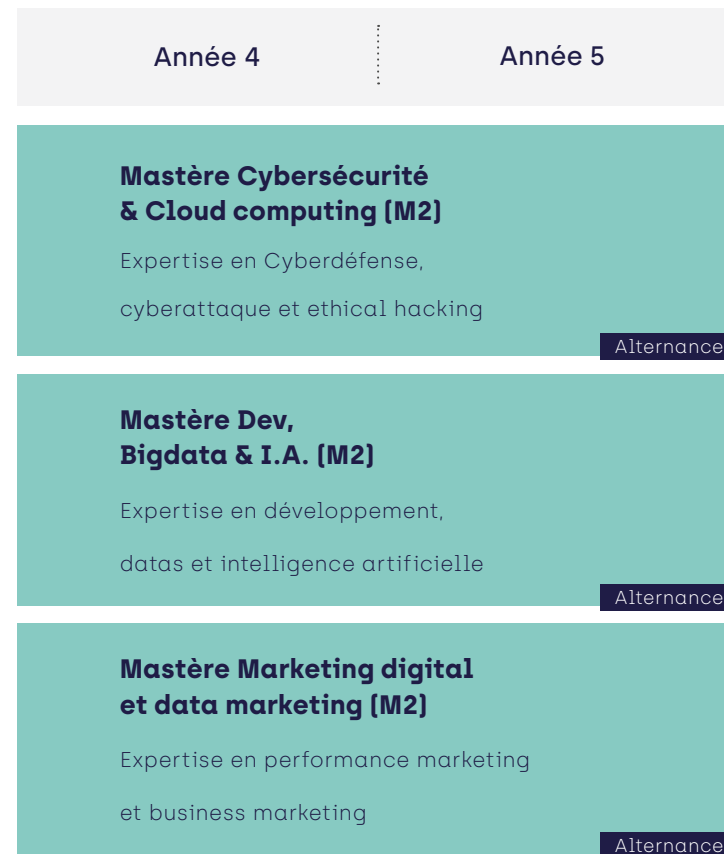 Année 4
Année 5
Mastère Cybersécurité
& Cloud computing (M2)
Expertise en Cyberdéfense,
cyberattaque et ethical hacking
Alternance
Mastère Dev,
Bigdata & I.A. (M2)
Expertise en développement,
datas et intelligence artificielle
Alternance
Mastère Marketing digital
et data marketing (M2)
Expertise en performance marketing
et business marketing
Alternance